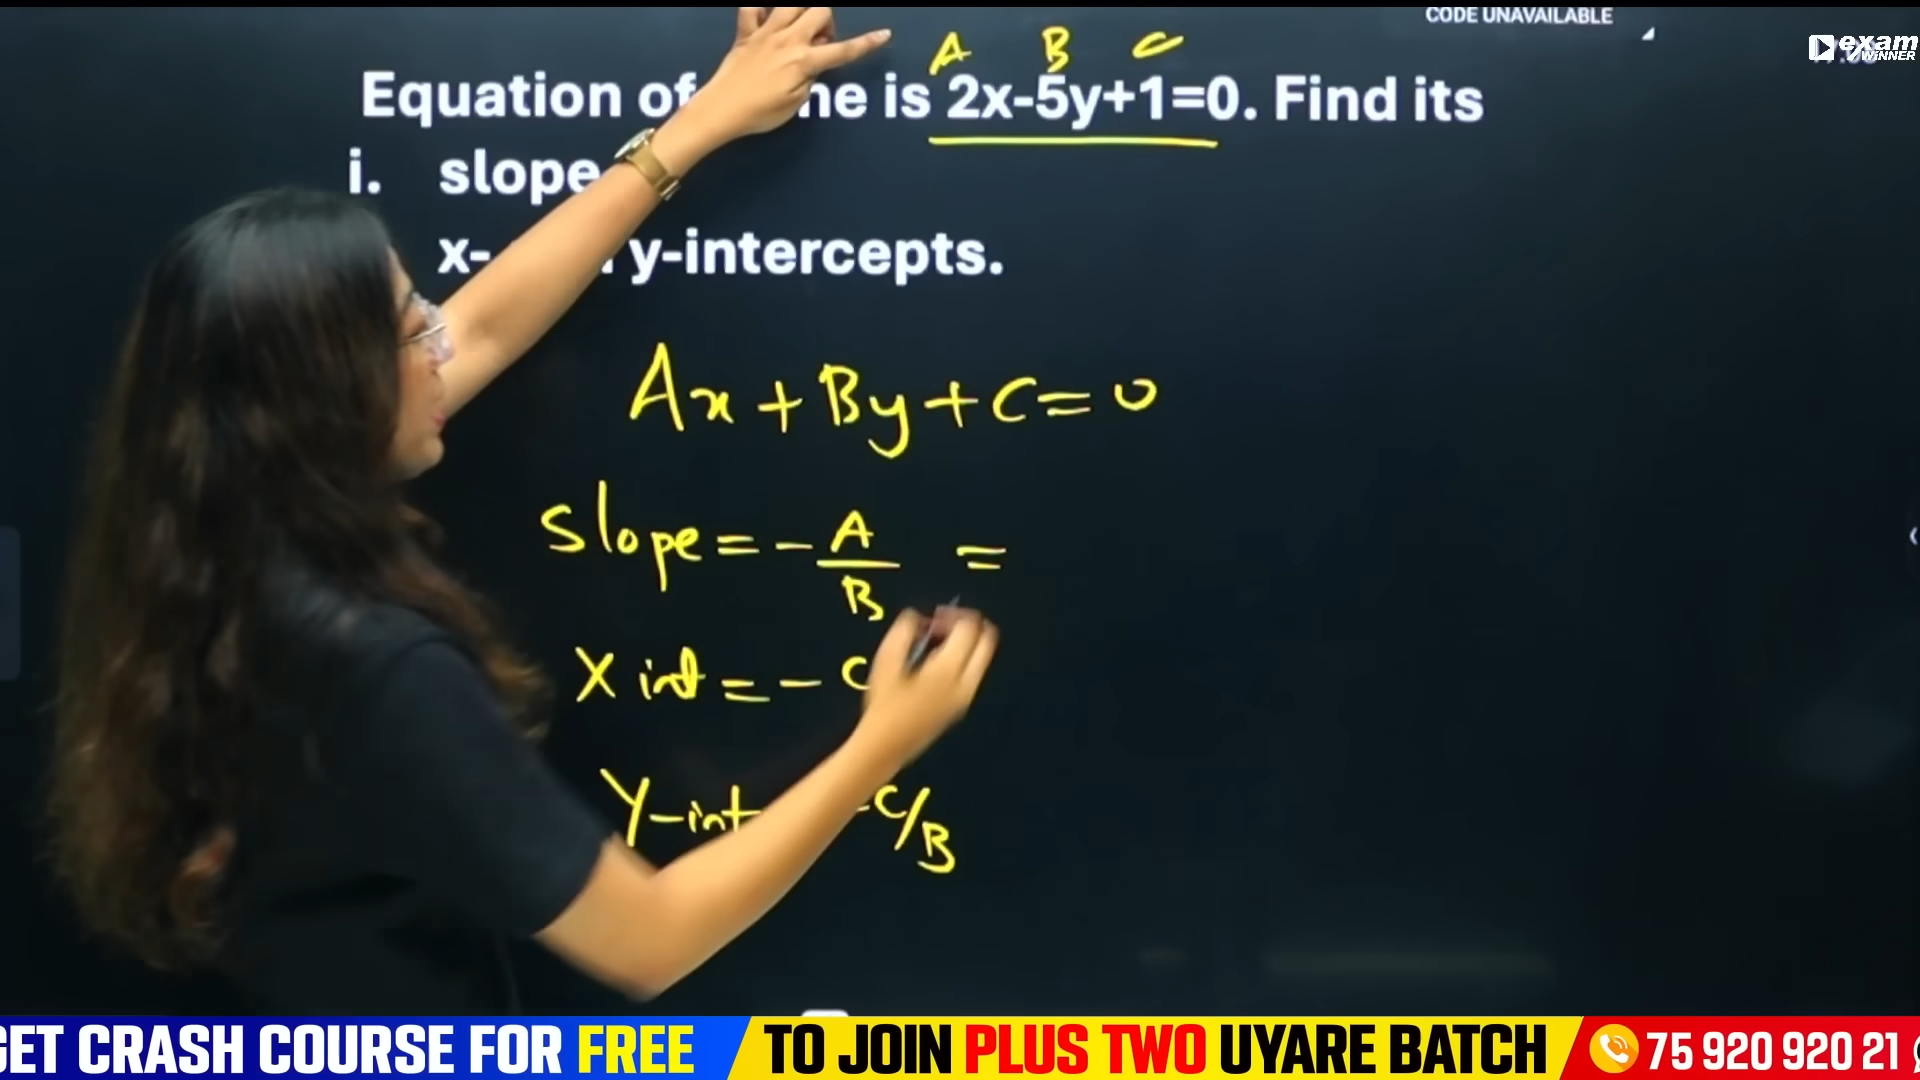 CODE UNAVAILABLE
exam
WINNER
A B C
Equation of ne is 2x-5y+1=0. Find its
i. slope
x- y-intercepts.
Ax + By + C = 0
Slope = - A/B =
X int = - C
Y-int -C/B
GET CRASH COURSE FOR FREE TO JOIN PLUS TWO UYARE BATCH 75 920 920 21